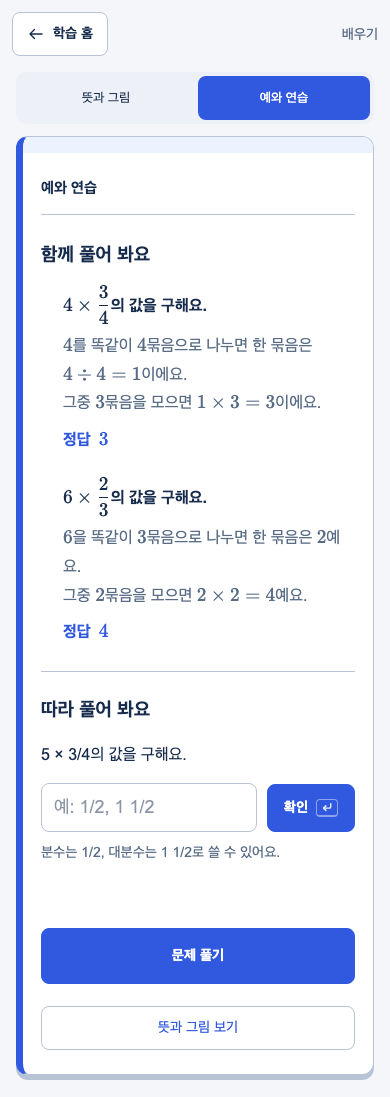 ← 학습 홈
배우기
뜻과 그림
예와 연습
예와 연습
함께 풀어 봐요
4 × 3/4의 값을 구해요.
4를 똑같이 4묶음으로 나누면 한 묶음은
4 ÷ 4 = 1이에요.
그중 3묶음을 모으면 1 × 3 = 3이에요.
정답 3
6 × 2/3의 값을 구해요.
6을 똑같이 3묶음으로 나누면 한 묶음은 2예
요.
그중 2묶음을 모으면 2 × 2 = 4예요.
정답 4
따라 풀어 봐요
5 × 3/4의 값을 구해요.
예: 1/2, 1 1/2
확인 ↵
분수는 1/2, 대분수는 1 1/2로 쓸 수 있어요.
문제 풀기
뜻과 그림 보기